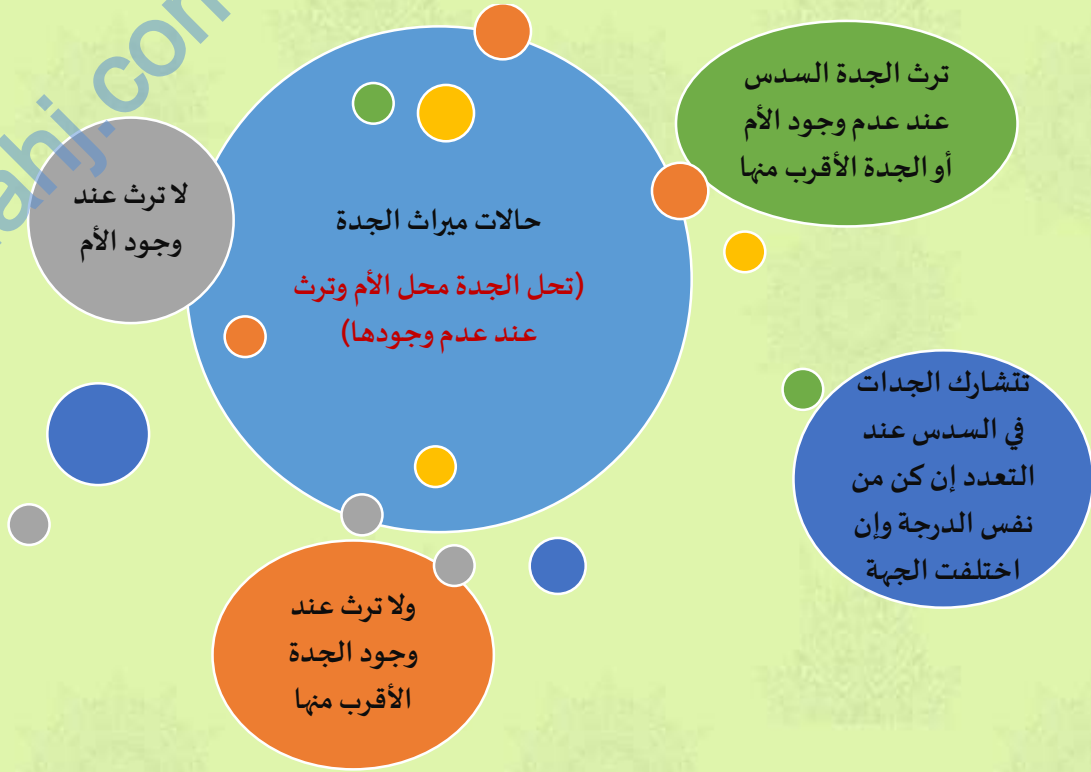 حالات ميراث الجدة
(تحل الجدة محل الأم وترث
عند عدم وجودها)
ترث الجدة السدس
عند عدم وجود الأم
أو الجدة الأقرب منها
تتشارك الجدات
في السدس عند
التعدد إن كن من
نفس الدرجة وإن
اختلفت الجهة
ولا ترث عند
وجود الجدة
الأقرب منها
لا ترث عند
وجود الأم
ahj.com